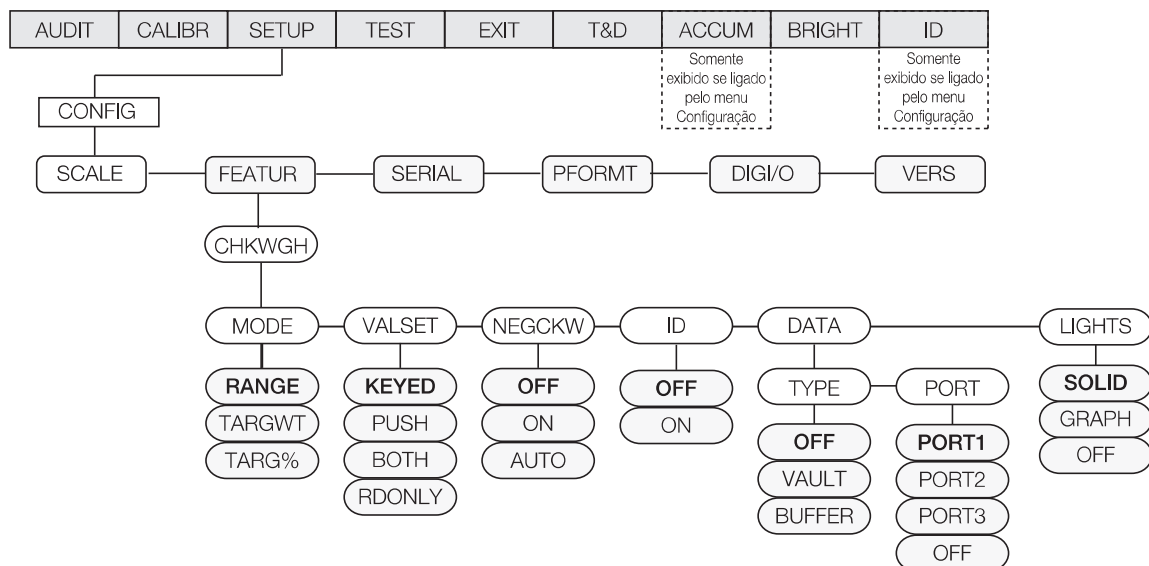 AUDIT CALIBR SETUP TEST EXIT T&D ACCUM BRIGHT ID
Somente
exibido se ligado
pelo menu
Configuração
Somente
exibido se ligado
pelo menu
Configuração
CONFIG
SCALE FEATUR SERIAL PFORMT DIGI/O VERS
CHKWGH
MODE VALSET NEGCKW ID DATA LIGHTS
RANGE KEYED OFF OFF TYPE PORT SOLID
TARGWT PUSH ON ON OFF PORT1 GRAPH
TARG% BOTH AUTO VAULT PORT2 OFF
RDONLY BUFFER PORT3
OFF